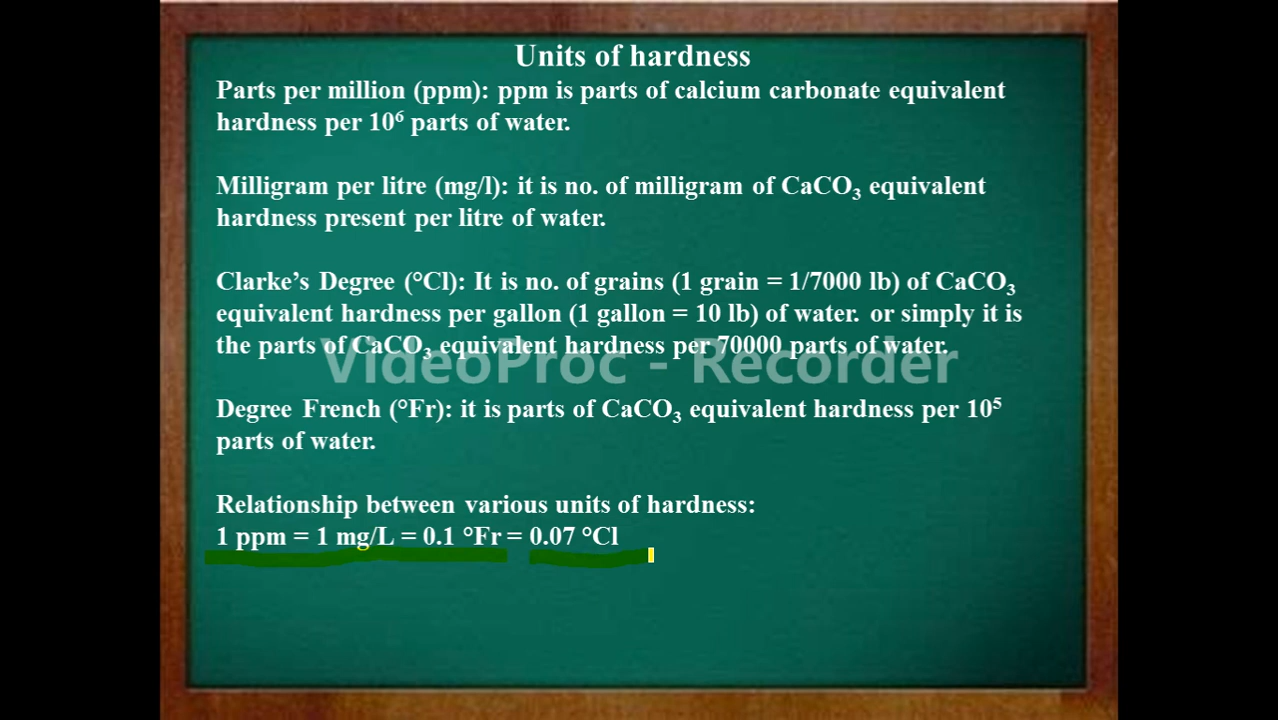 Units of hardness
Parts per million (ppm): ppm is parts of calcium carbonate equivalent
hardness per 10⁶ parts of water.
Milligram per litre (mg/l): it is no. of milligram of CaCO₃ equivalent
hardness present per litre of water.
Clarke’s Degree (°Cl): It is no. of grains (1 grain = 1/7000 lb) of CaCO₃
equivalent hardness per gallon (1 gallon = 10 lb) of water. or simply it is
the parts of CaCO₃ equivalent hardness per 70000 parts of water.
VideoProc - Recorder
Degree French (°Fr): it is parts of CaCO₃ equivalent hardness per 10⁵
parts of water.
Relationship between various units of hardness:
1 ppm = 1 mg/L = 0.1 °Fr = 0.07 °Cl